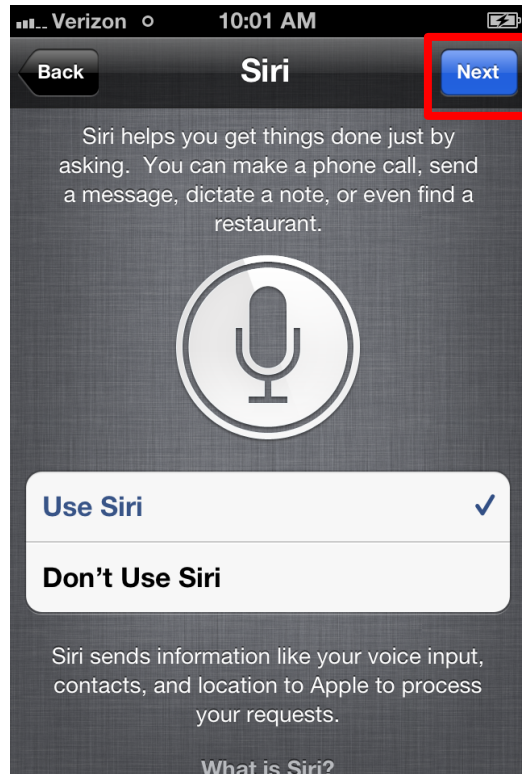 Verizon 10:01 AM
Back Siri Next
Siri helps you get things done just by
asking. You can make a phone call, send
a message, dictate a note, or even find a
restaurant.
Use Siri
Don't Use Siri
Siri sends information like your voice input,
contacts, and location to Apple to process
your requests.
What is Siri?